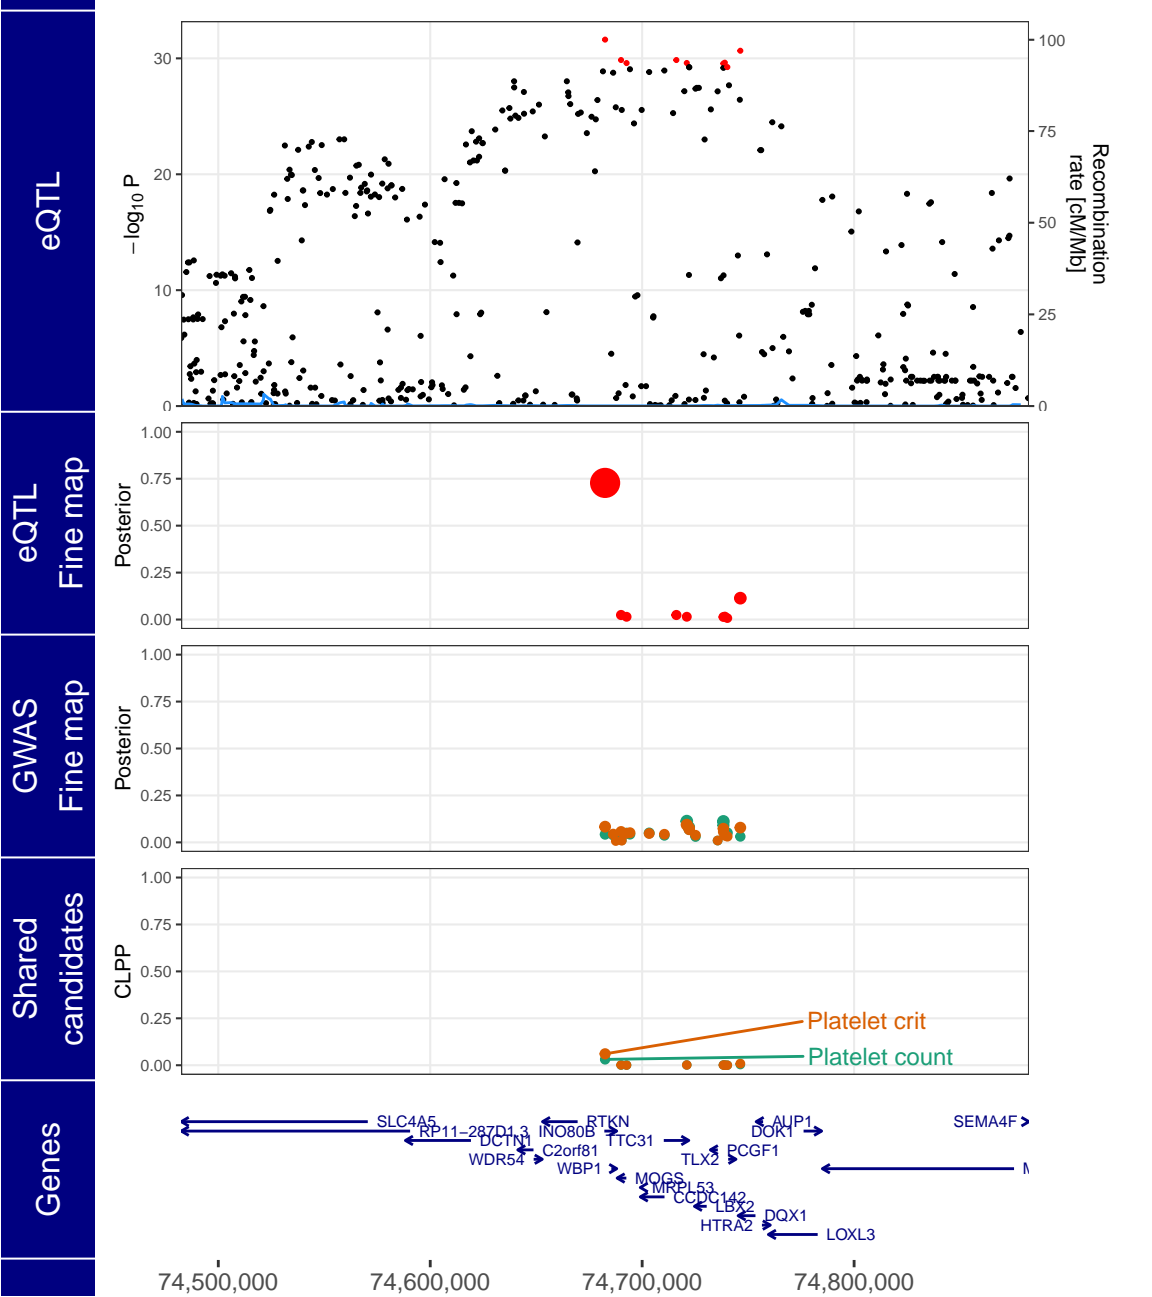 eQTL
−log10 P
30
20
10
0
100
75
50
25
0
Recombination
rate [cM/Mb]
eQTL
Fine map
Posterior
1.00
0.75
0.50
0.25
0.00
GWAS
Fine map
Posterior
1.00
0.75
0.50
0.25
0.00
Shared
candidates
CLPP
1.00
0.75
0.50
0.25
0.00
Platelet crit
Platelet count
Genes
SLC4A5 RTKN AUP1 SEMA4F
RP11−287D1.3 INO80B DOK1
DCTN1 TTC31
C2orf81 PCGF1
WDR54 TLX2
WBP1
MOGS
MRPL53
CCDC142
LBX2
DQX1
HTRA2
LOXL3
74,500,000 74,600,000 74,700,000 74,800,000